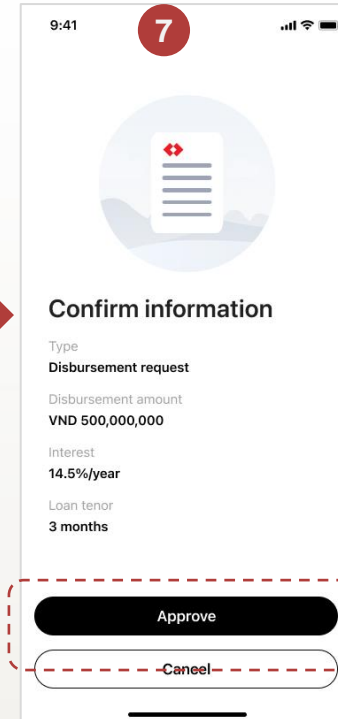 9:41
7
Confirm information
Type
Disbursement request
Disbursement amount
VND 500,000,000
Interest
14.5%/year
Loan tenor
3 months
Approve
Cancel